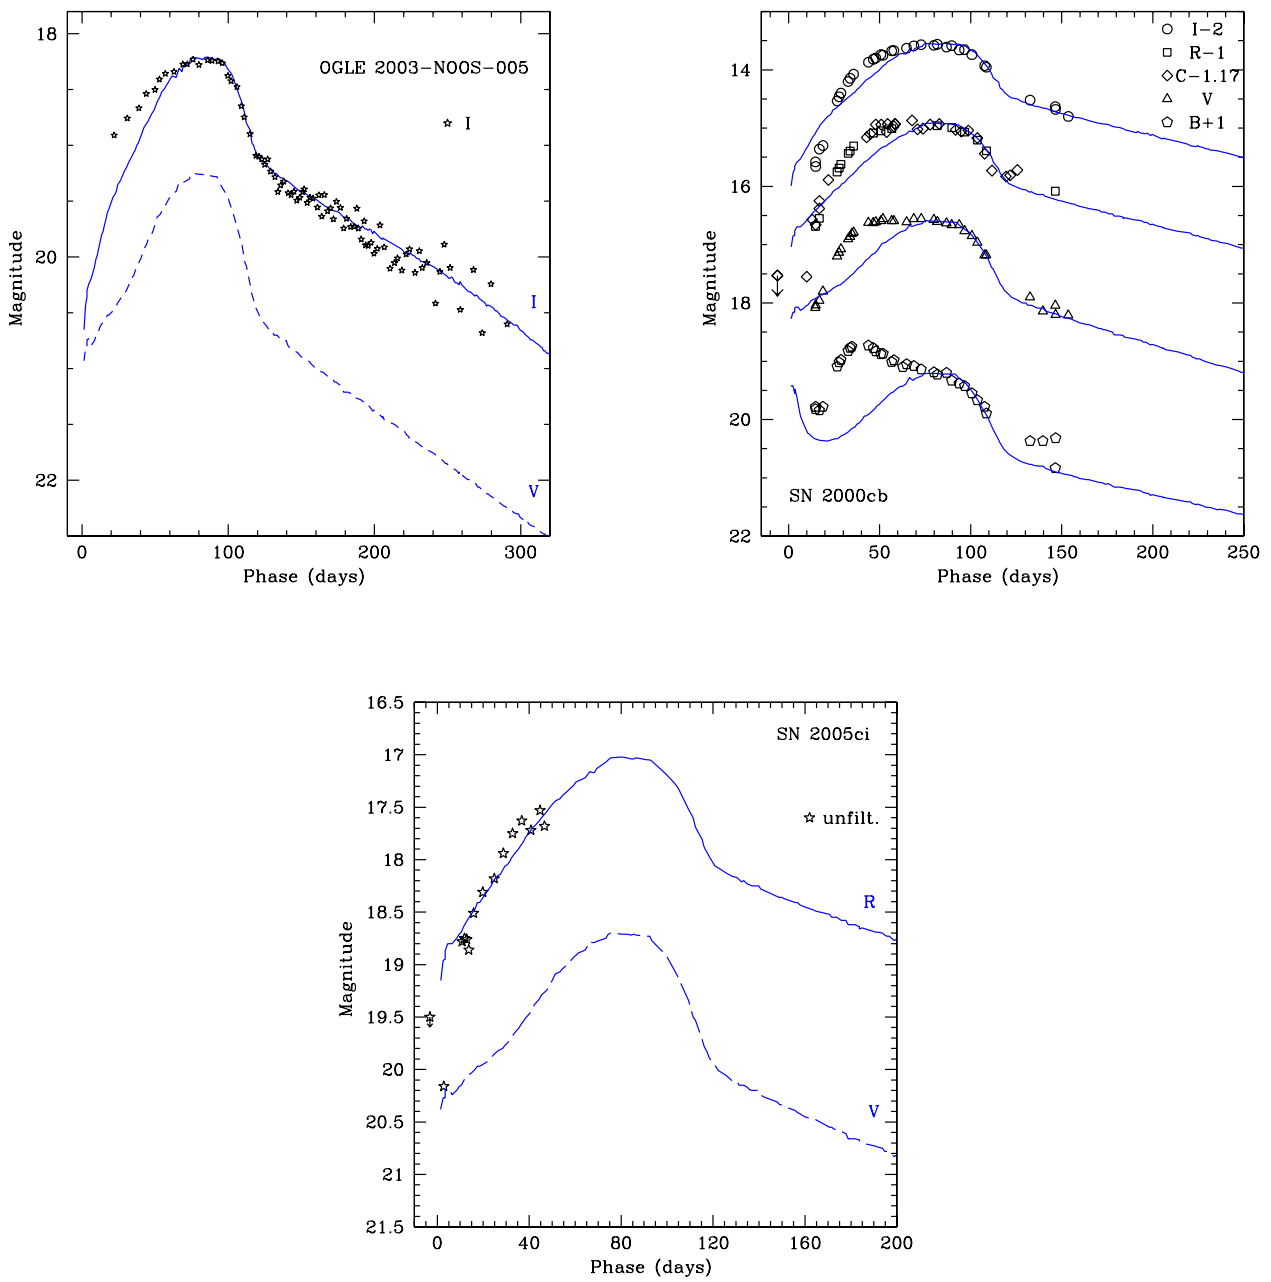 18
20
22
Magnitude
OGLE 2003-NOOS-005
I
I
V
0 100 200 300
Phase (days)
14
16
18
20
22
Magnitude
I-2
R-1
C-1.17
V
B+1
SN 2000cb
0 50 100 150 200 250
Phase (days)
16.5
17
17.5
18
18.5
19
19.5
20
20.5
21
21.5
Magnitude
SN 2005ci
unfilt.
R
V
0 40 80 120 160 200
Phase (days)